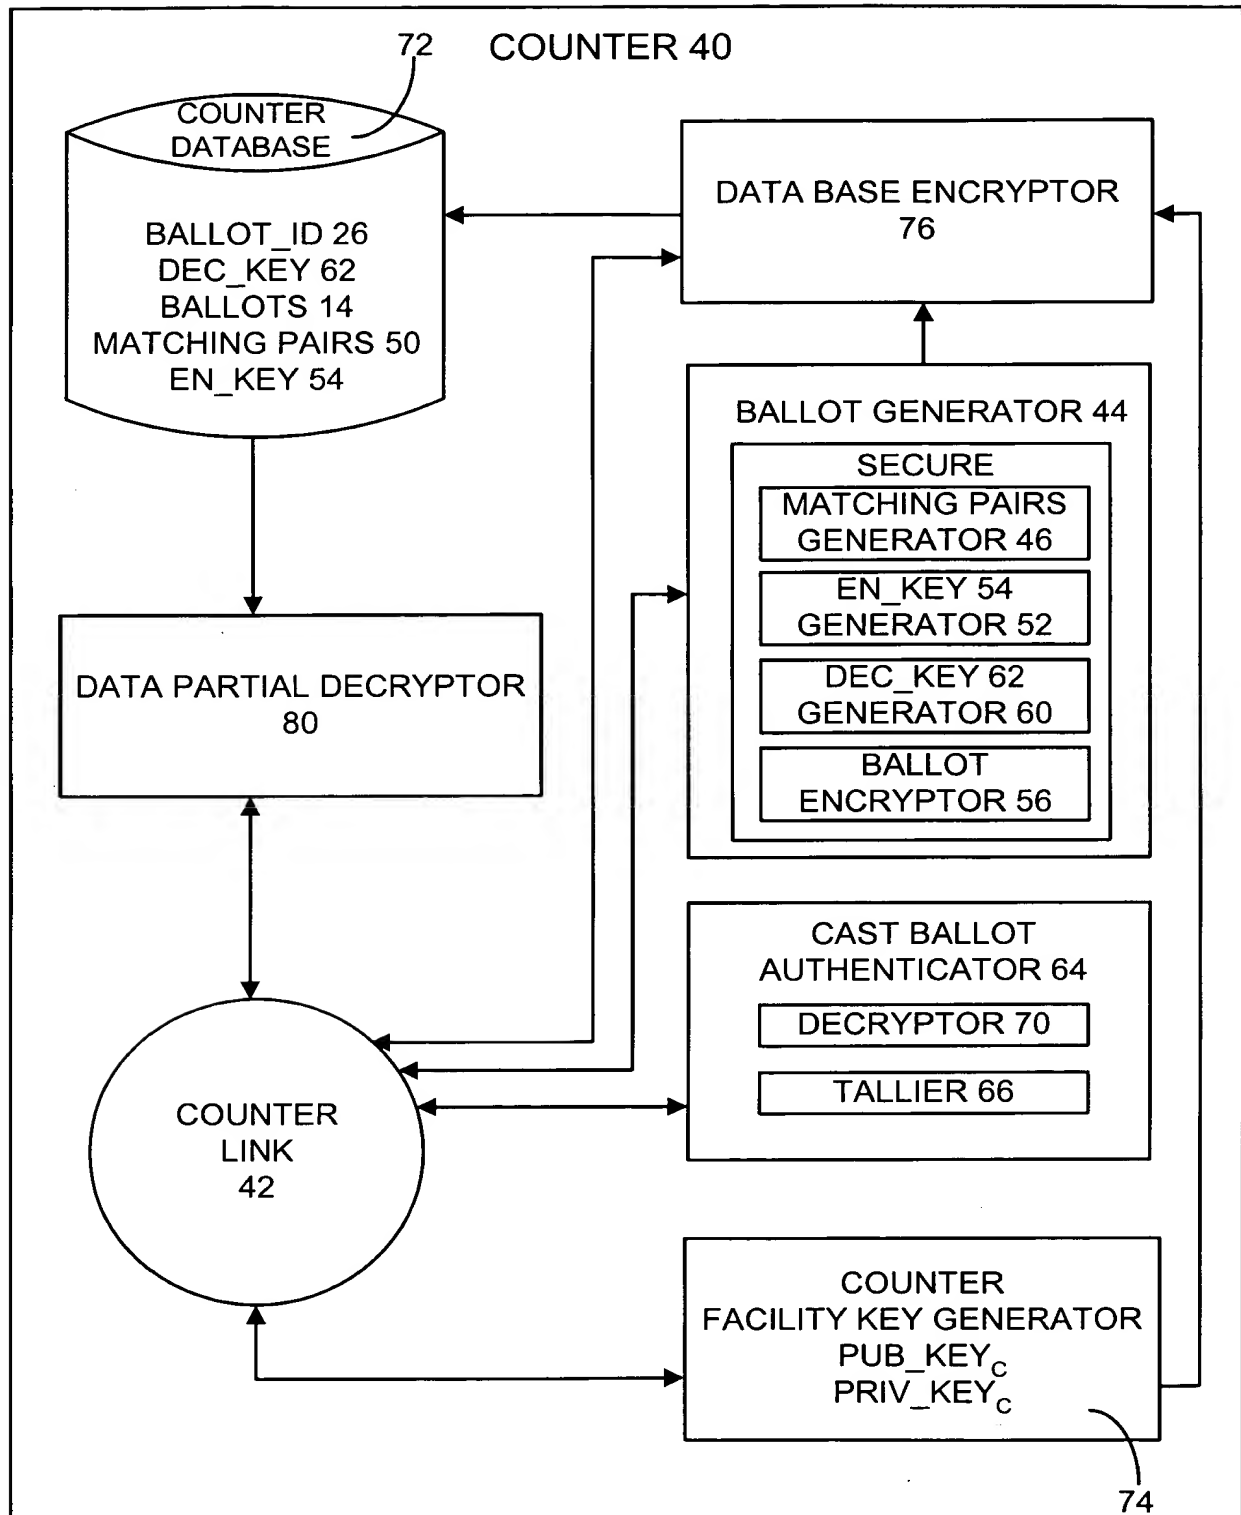 COUNTER 40
72
COUNTER
DATABASE
BALLOT_ID 26
DEC_KEY 62
BALLOTS 14
MATCHING PAIRS 50
EN_KEY 54
DATA BASE ENCRYPTOR
76
BALLOT GENERATOR 44
SECURE
MATCHING PAIRS
GENERATOR 46
EN_KEY 54
GENERATOR 52
DEC_KEY 62
GENERATOR 60
BALLOT
ENCRYPTOR 56
DATA PARTIAL DECRYPTOR
80
CAST BALLOT
AUTHENTICATOR 64
DECRYPTOR 70
TALLIER 66
COUNTER
LINK
42
COUNTER
FACILITY KEY GENERATOR
PUB_KEY_C
PRIV_KEY_C
74